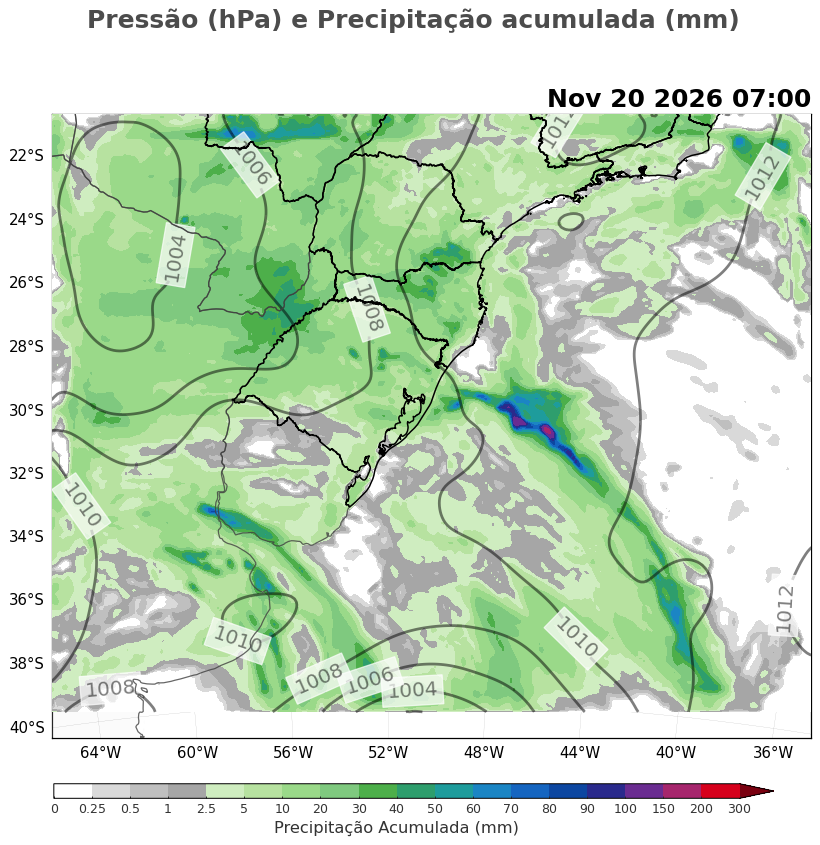 Pressão (hPa) e Precipitação acumulada (mm)
Nov 20 2026 07:00
22°S
24°S
26°S
28°S
30°S
32°S
34°S
36°S
38°S
40°S
1006
1012
1004
1008
1010
1012
1010
1010
1012
1008
1008
1006
1004
64°W 60°W 56°W 52°W 48°W 44°W 40°W 36°W
0 0.25 0.5 1 2.5 5 10 20 30 40 50 60 70 80 90 100 150 200 300
Precipitação Acumulada (mm)